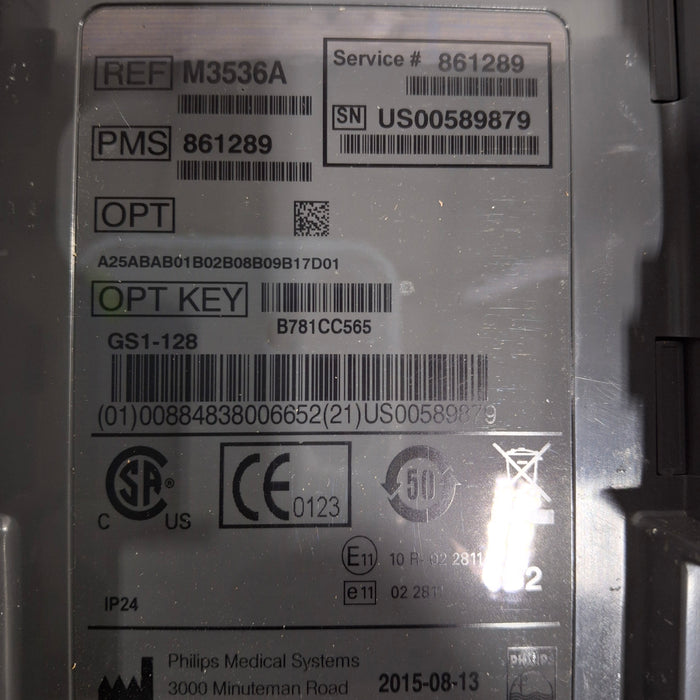 REF M3536A
Service # 861289
SN US00589879
PMS 861289
OPT
A25ABAB01B02B08B09B17D01
OPT KEY
B781CC565
GS1-128
(01)00884838006652(21)US00589879
CSA ®
C US
CE 0123
50
E11 10 R- 02 2811
e11 02 2811
IP24
Philips Medical Systems
3000 Minuteman Road
2015-08-13
PHILIPS